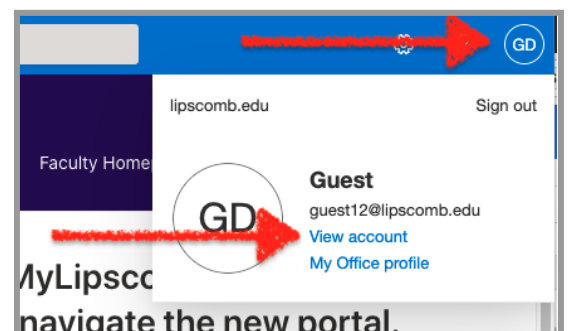 GD
lipscomb.edu
Sign out
Faculty Home
GD
Guest
guest12@lipscomb.edu
View account
My Office profile
MyLipsco
navigate the new portal.